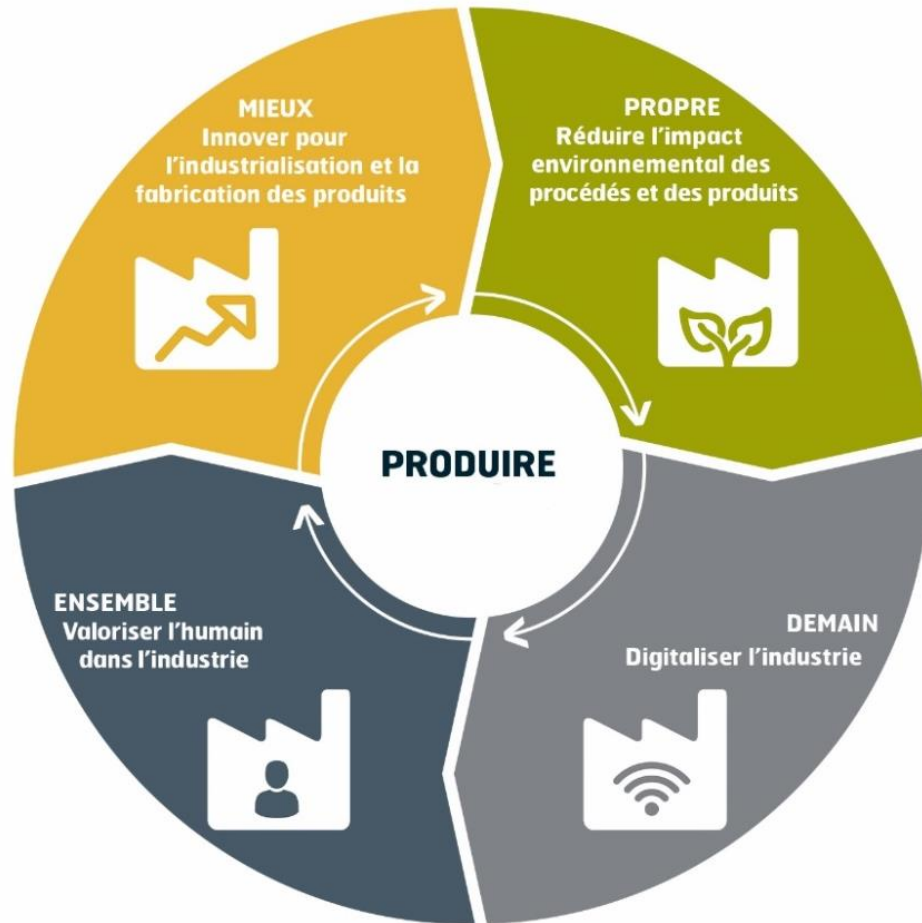 MIEUX
Innover pour
l'industrialisation et la
fabrication des produits
PROPRE
Réduire l'impact
environnemental des
procédés et des produits
PRODUIRE
ENSEMBLE
Valoriser l'humain
dans l'industrie
DEMAIN
Digitaliser l'industrie